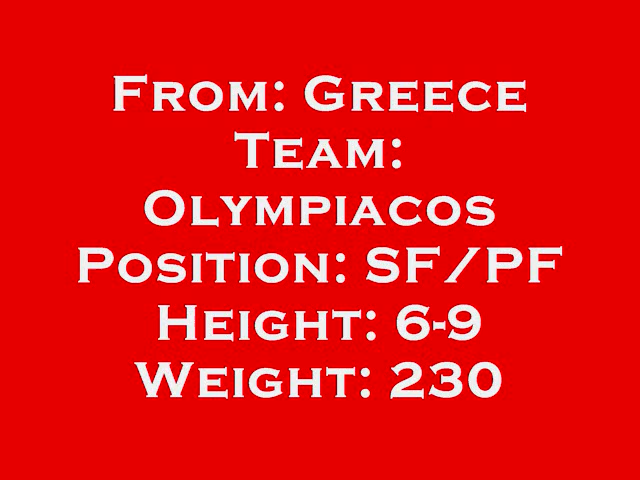 From: Greece
Team:
Olympiacos
Position: SF/PF
Height: 6-9
Weight: 230